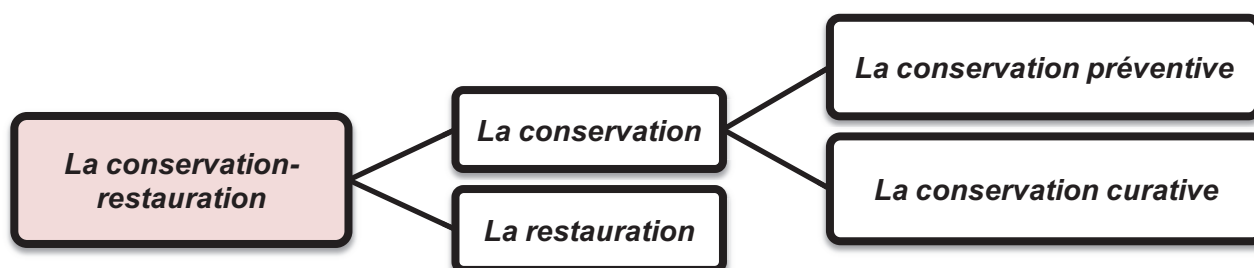 La conservation-
restauration
La conservation
La restauration
La conservation préventive
La conservation curative